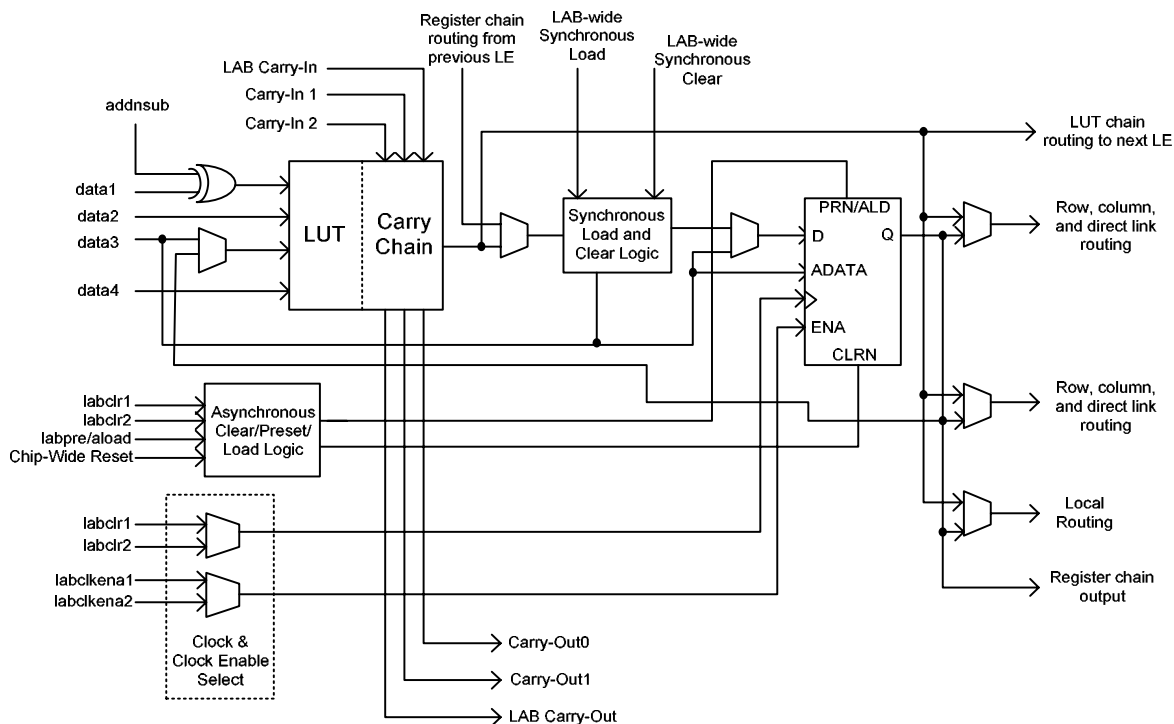 Register chain
routing from
previous LE
LAB-wide
Synchronous
Load
LAB-wide
Synchronous
Clear
LAB Carry-In
Carry-In 1
Carry-In 2
addnsub
data1
data2
data3
data4
LUT
Carry
Chain
Synchronous
Load and
Clear Logic
PRN/ALD
D
Q
ADATA
ENA
CLRN
LUT chain
routing to next LE
Row, column,
and direct link
routing
Row, column,
and direct link
routing
Local
Routing
Register chain
output
labclr1
labclr2
labpre/aload
Chip-Wide Reset
Asynchronous
Clear/Preset/
Load Logic
labclr1
labclr2
labclkena1
labclkena2
Clock &
Clock Enable
Select
Carry-Out0
Carry-Out1
LAB Carry-Out